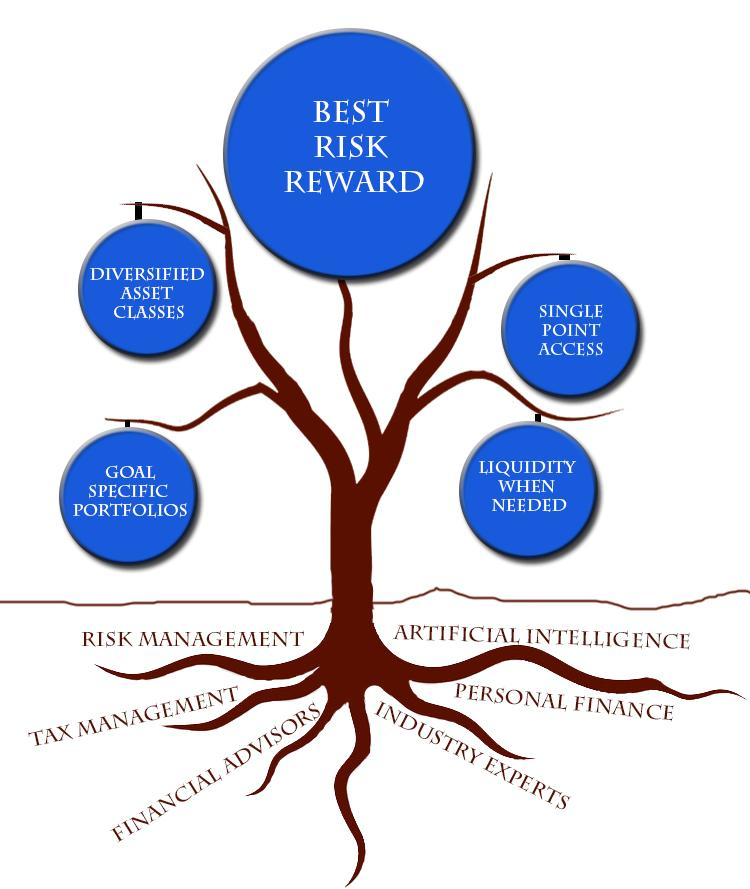 BEST
RISK
REWARD
DIVERSIFIED
ASSET
CLASSES
SINGLE
POINT
ACCESS
GOAL
SPECIFIC
PORTFOLIOS
LIQUIDITY
WHEN
NEEDED
RISK MANAGEMENT
ARTIFICIAL INTELLIGENCE
TAX MANAGEMENT
PERSONAL FINANCE
FINANCIAL ADVISORS
INDUSTRY EXPERTS